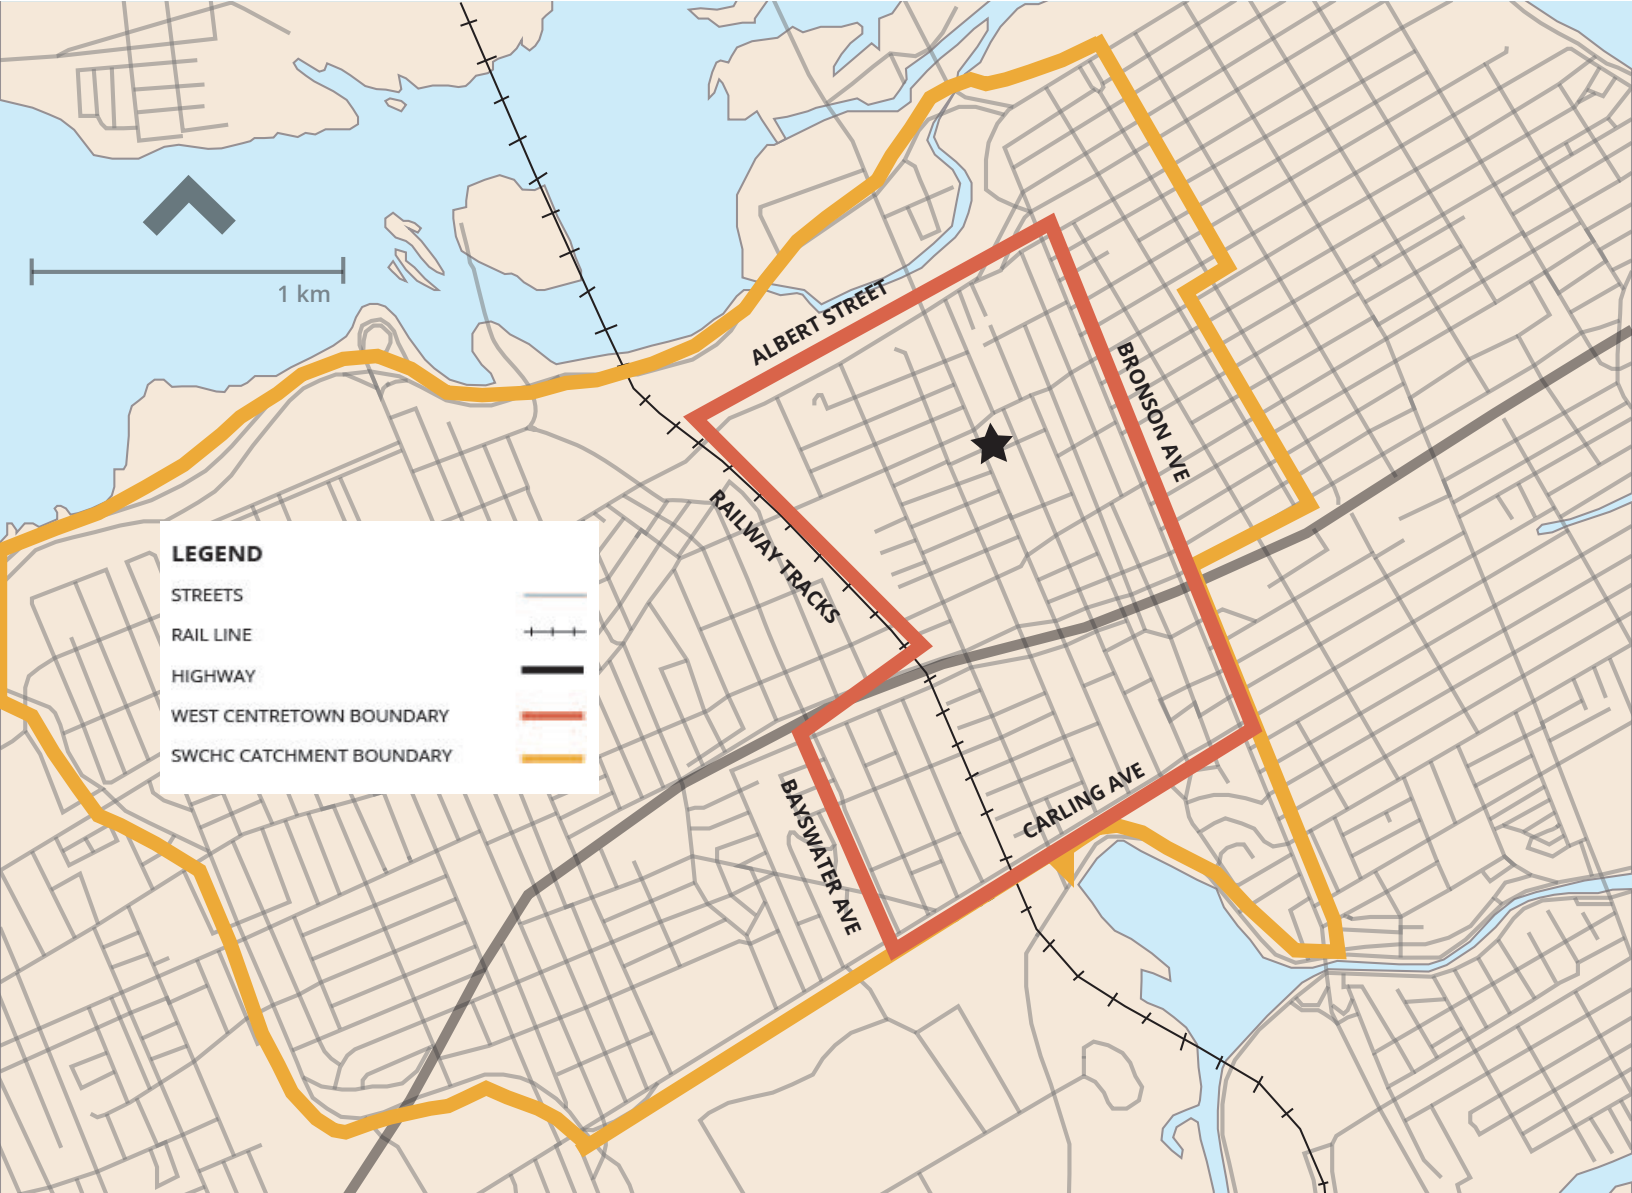 1 km
ALBERT STREET
BRONSON AVE
RAILWAY TRACKS
LEGEND
STREETS
RAIL LINE
HIGHWAY
WEST CENTRETOWN BOUNDARY
SWCHC CATCHMENT BOUNDARY
BAYSWATER AVE
CARLING AVE